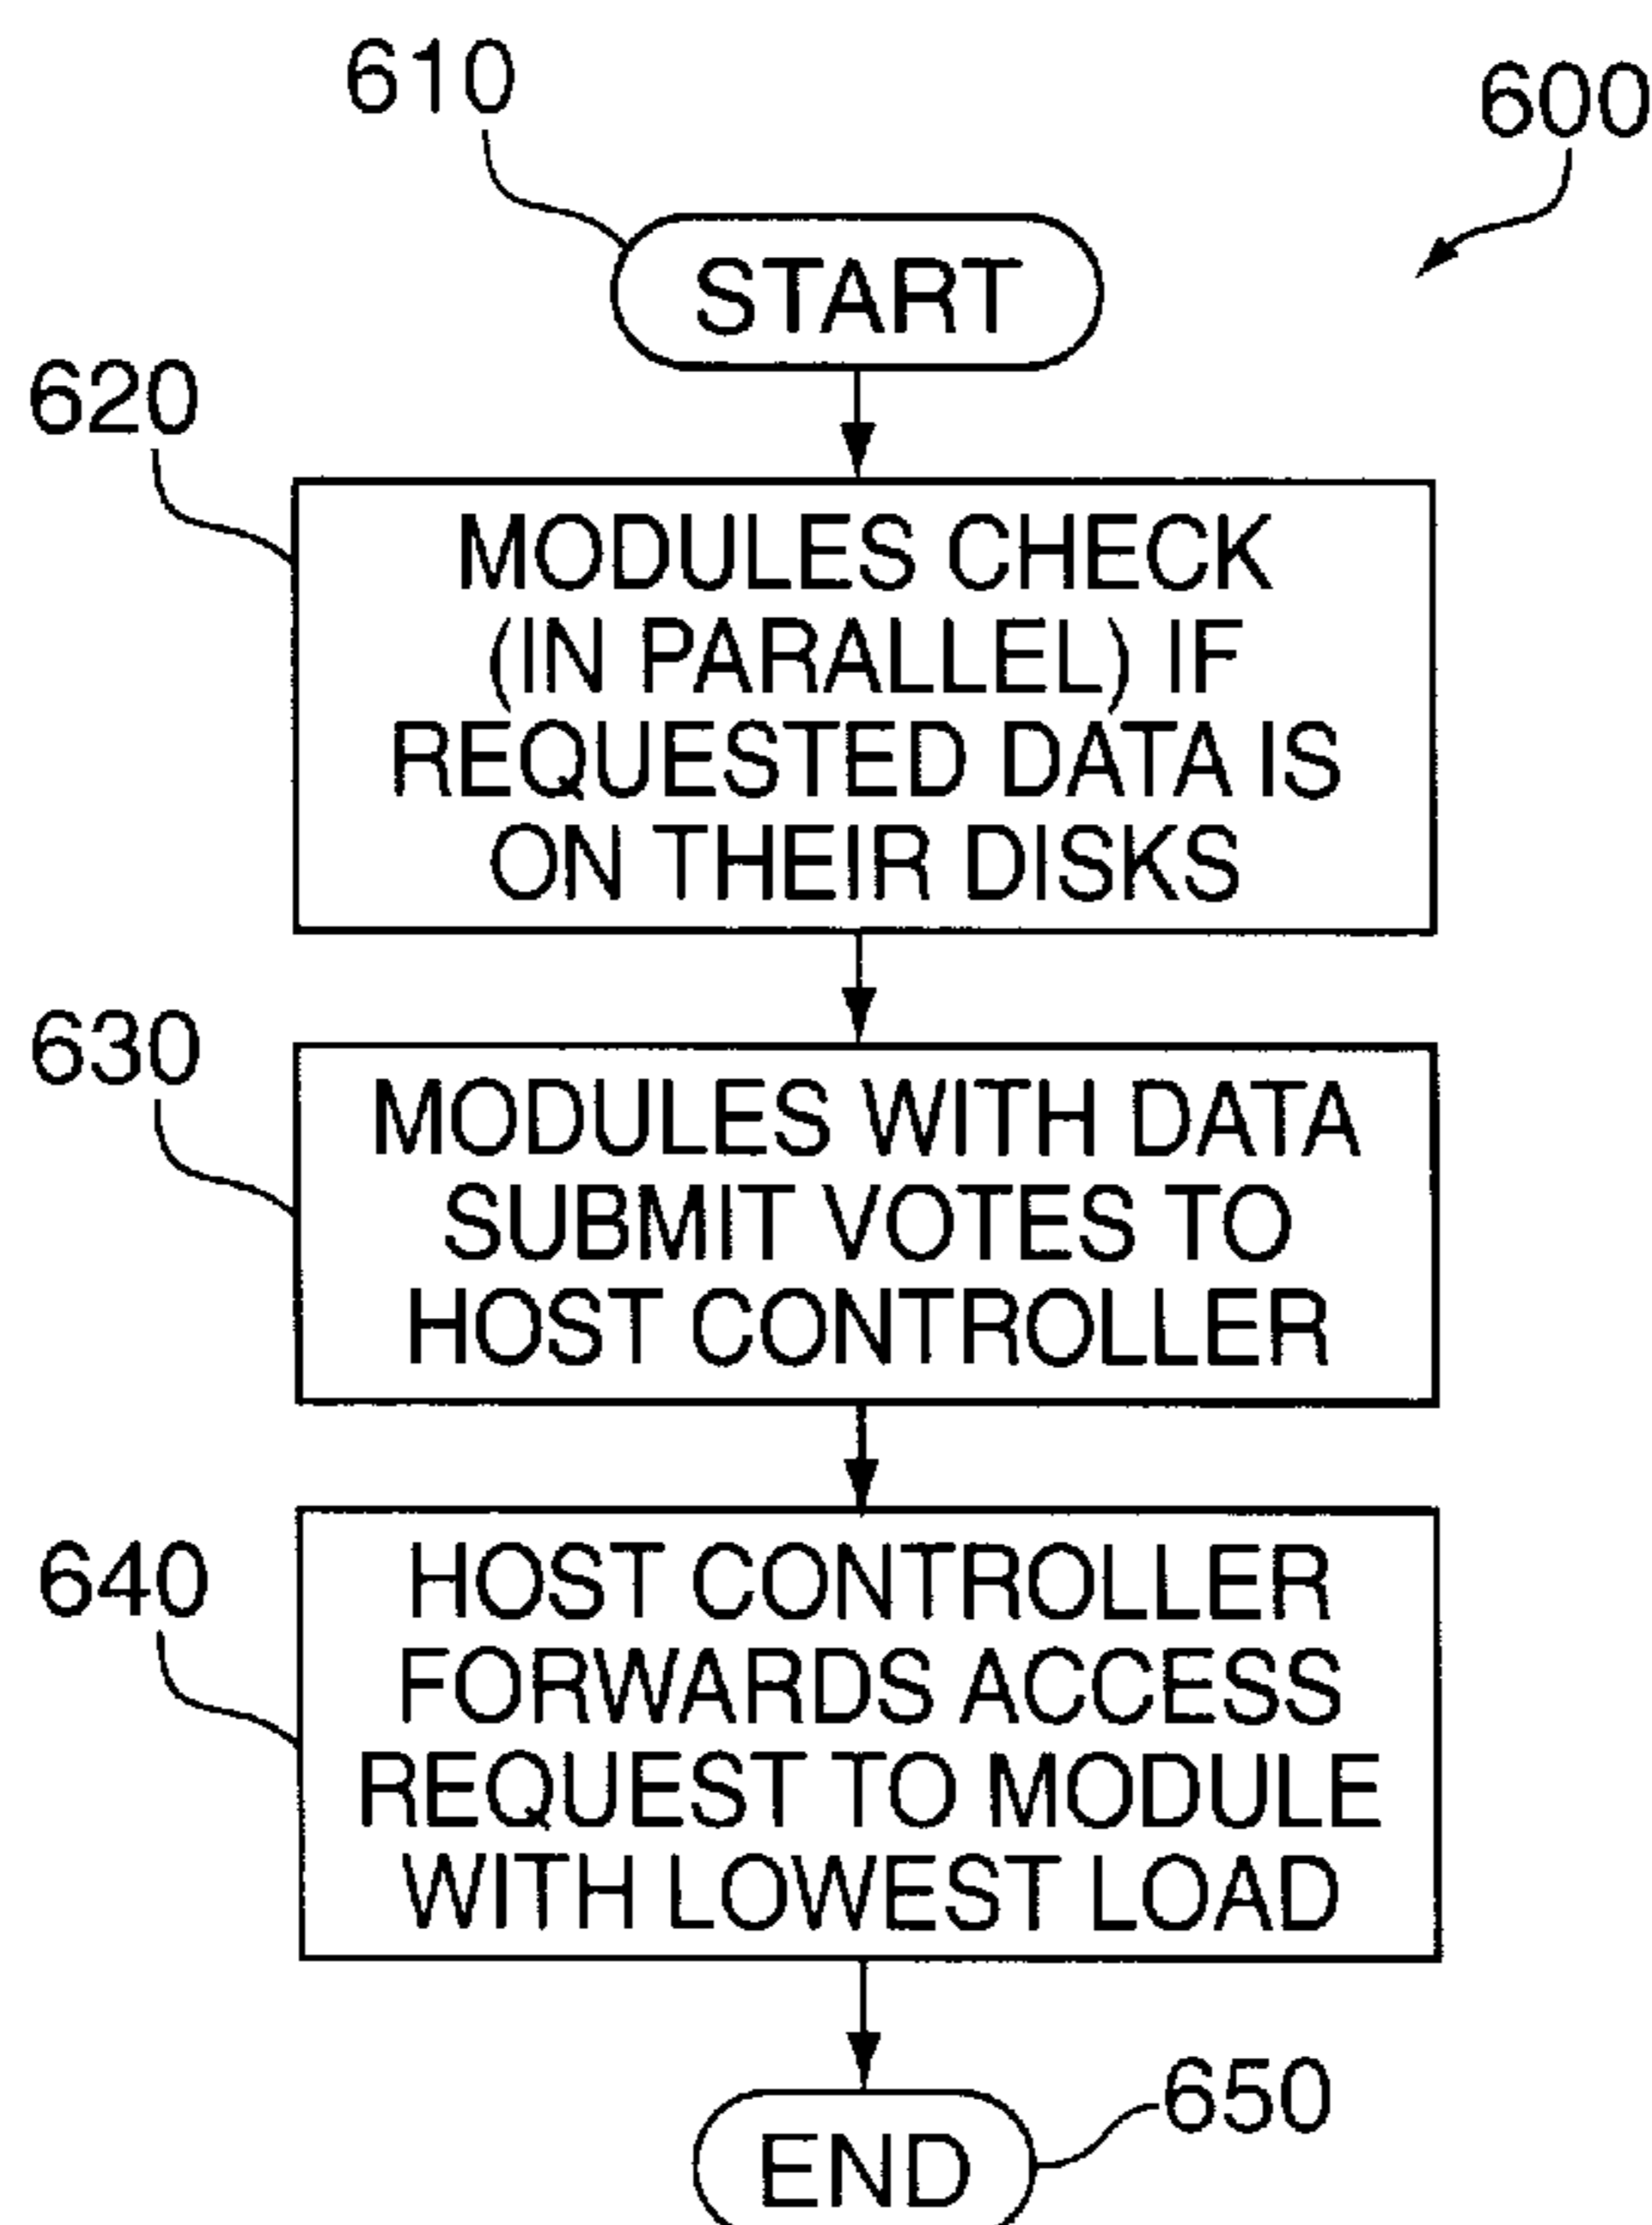 610
600
START
620
MODULES CHECK
(IN PARALLEL) IF
REQUESTED DATA IS
ON THEIR DISKS
630
MODULES WITH DATA
SUBMIT VOTES TO
HOST CONTROLLER
640
HOST CONTROLLER
FORWARDS ACCESS
REQUEST TO MODULE
WITH LOWEST LOAD
650
END